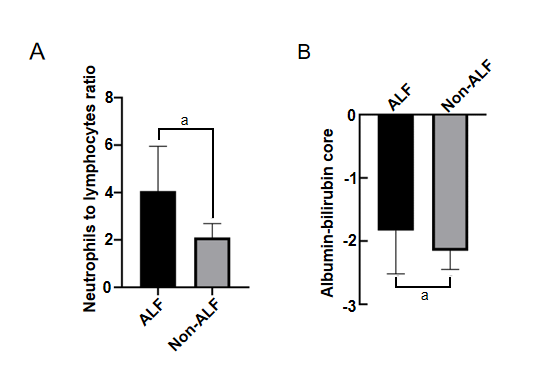 A
Neutrophils to lymphocytes ratio
8
6
4
2
0
a
ALF
Non-ALF
B
Albumin-bilirubin core
0
-1
-2
-3
ALF
Non-ALF
a